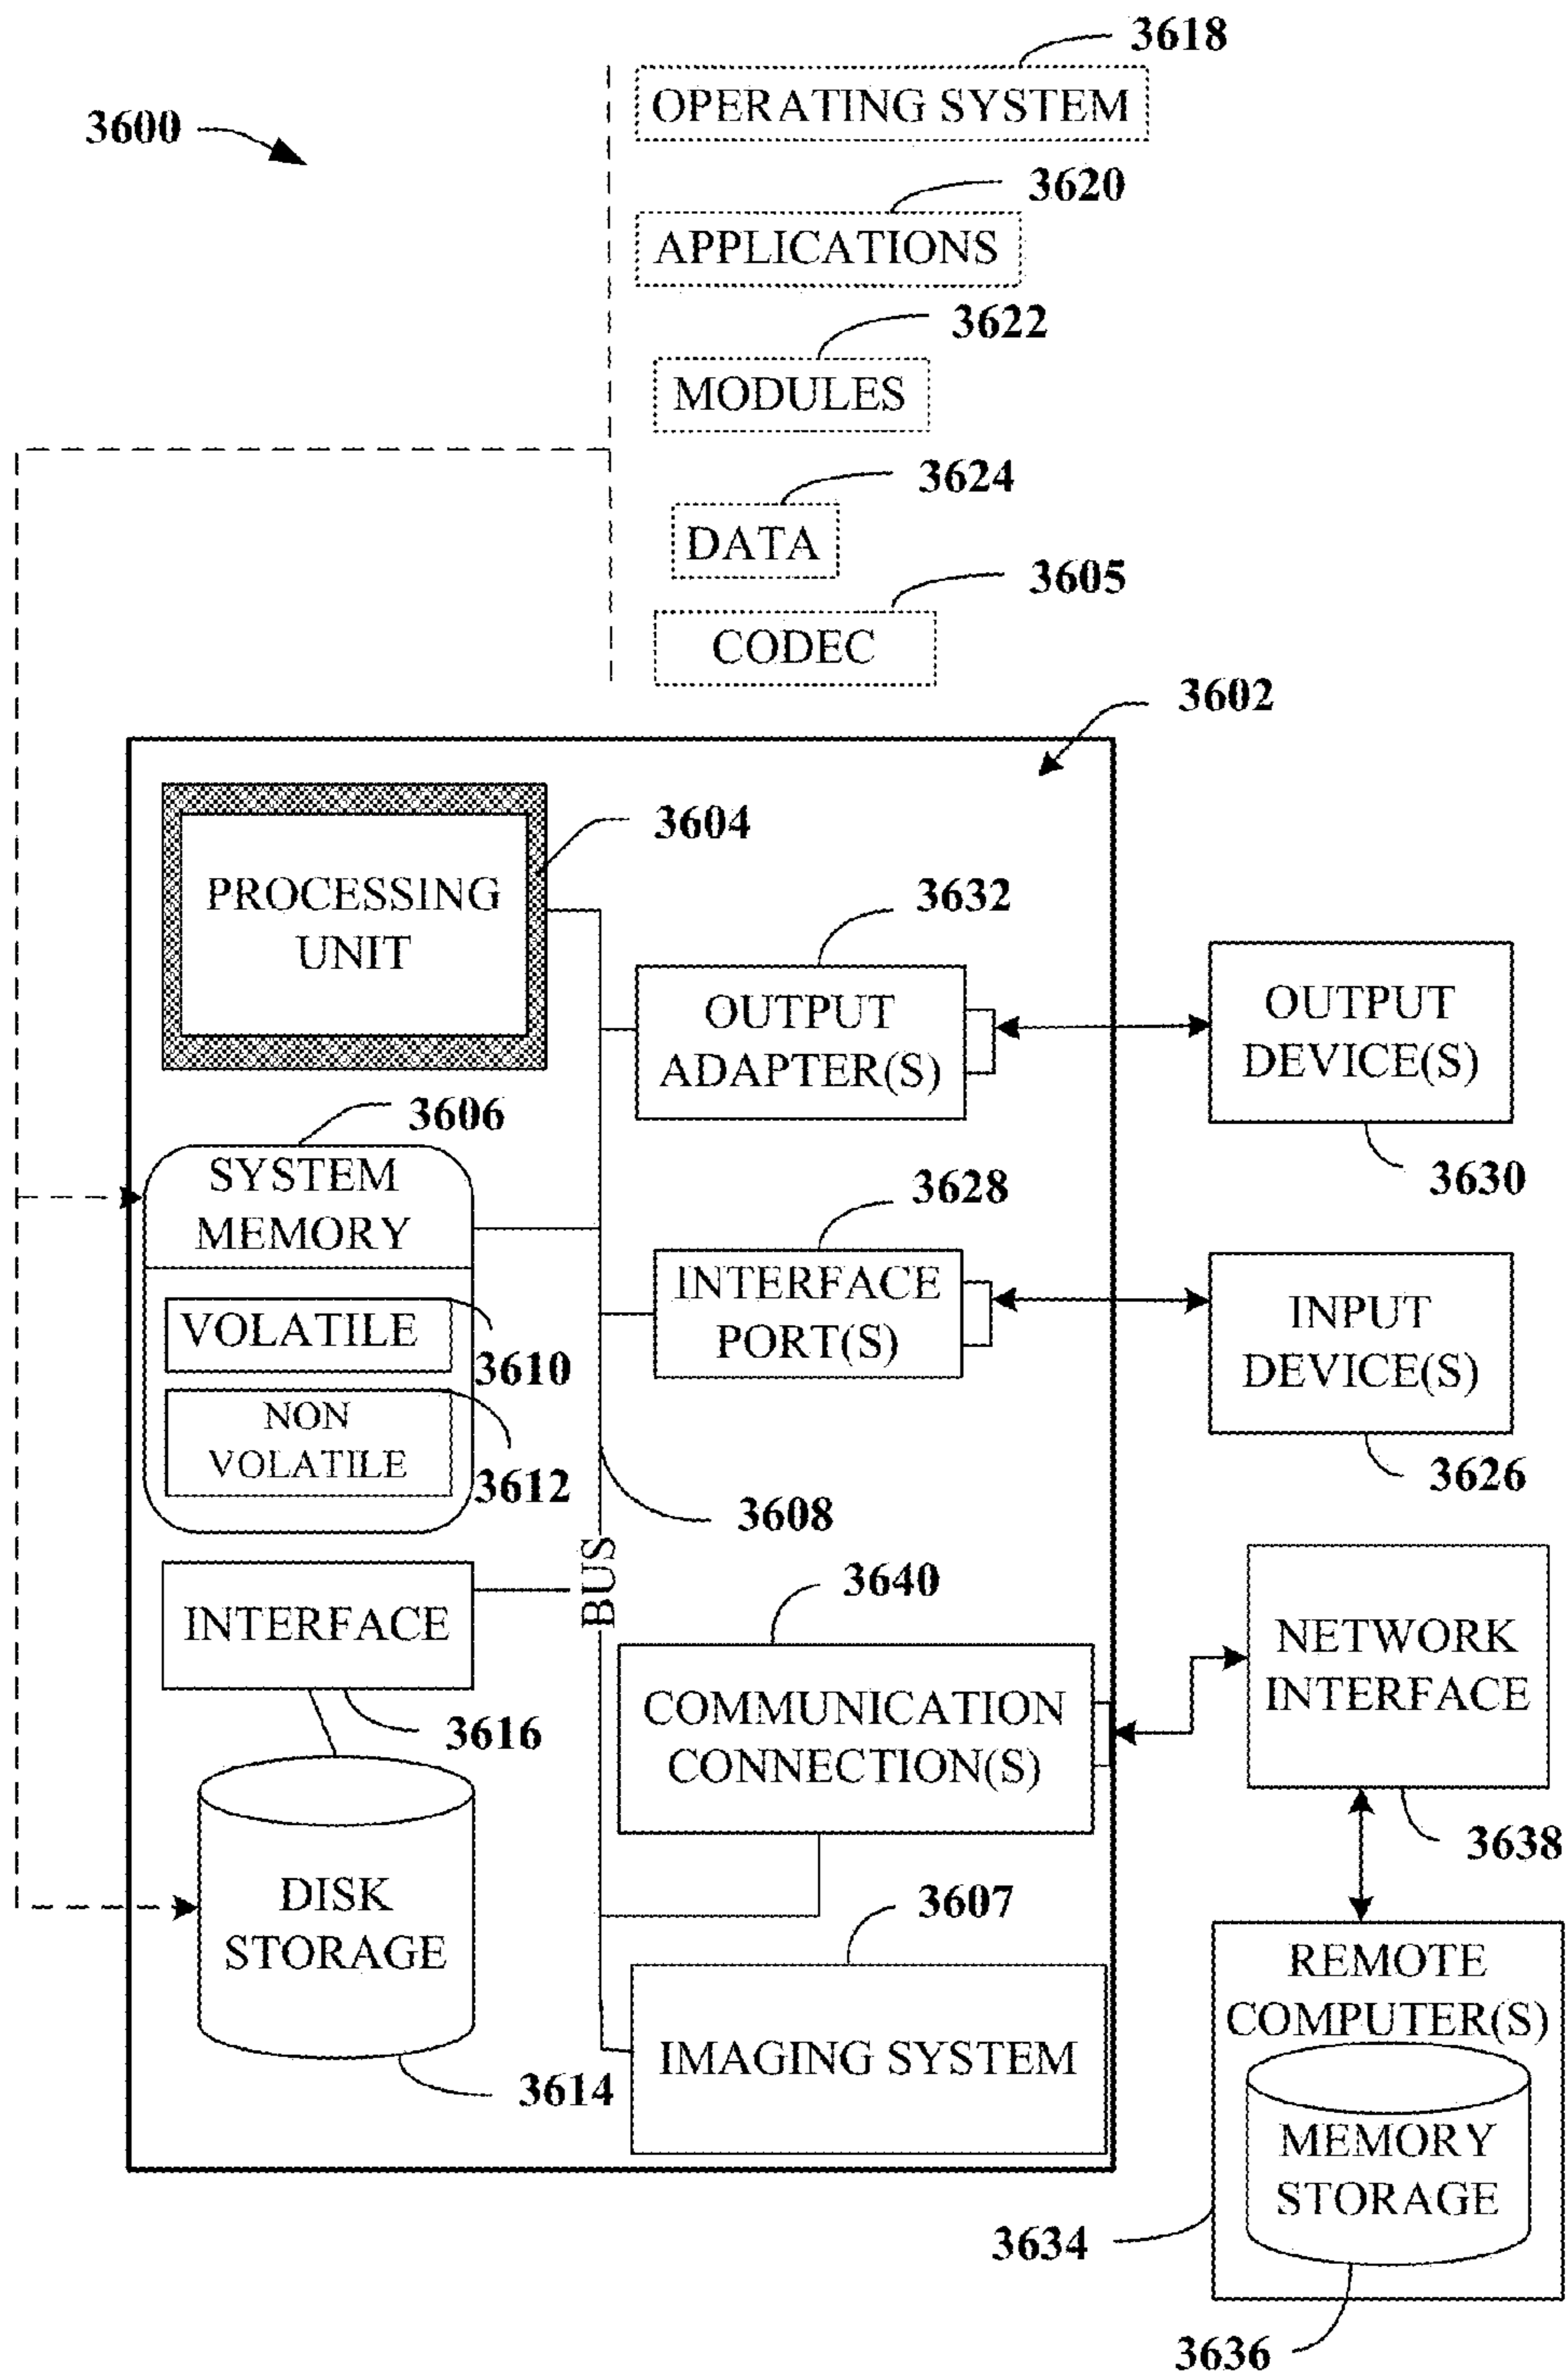 3618
OPERATING SYSTEM
3600
3620
APPLICATIONS
3622
MODULES
3624
DATA
3605
CODEC
3602
3604
PROCESSING
UNIT
3632
OUTPUT
ADAPTER(S)
OUTPUT
DEVICE(S)
3630
3606
SYSTEM
MEMORY
VOLATILE
3610
NON
VOLATILE
3612
3628
INTERFACE
PORT(S)
INPUT
DEVICE(S)
3626
3608
BUS
INTERFACE
3616
3640
COMMUNICATION
CONNECTION(S)
NETWORK
INTERFACE
3638
DISK
STORAGE
3614
3607
IMAGING SYSTEM
REMOTE
COMPUTER(S)
MEMORY
STORAGE
3634
3636